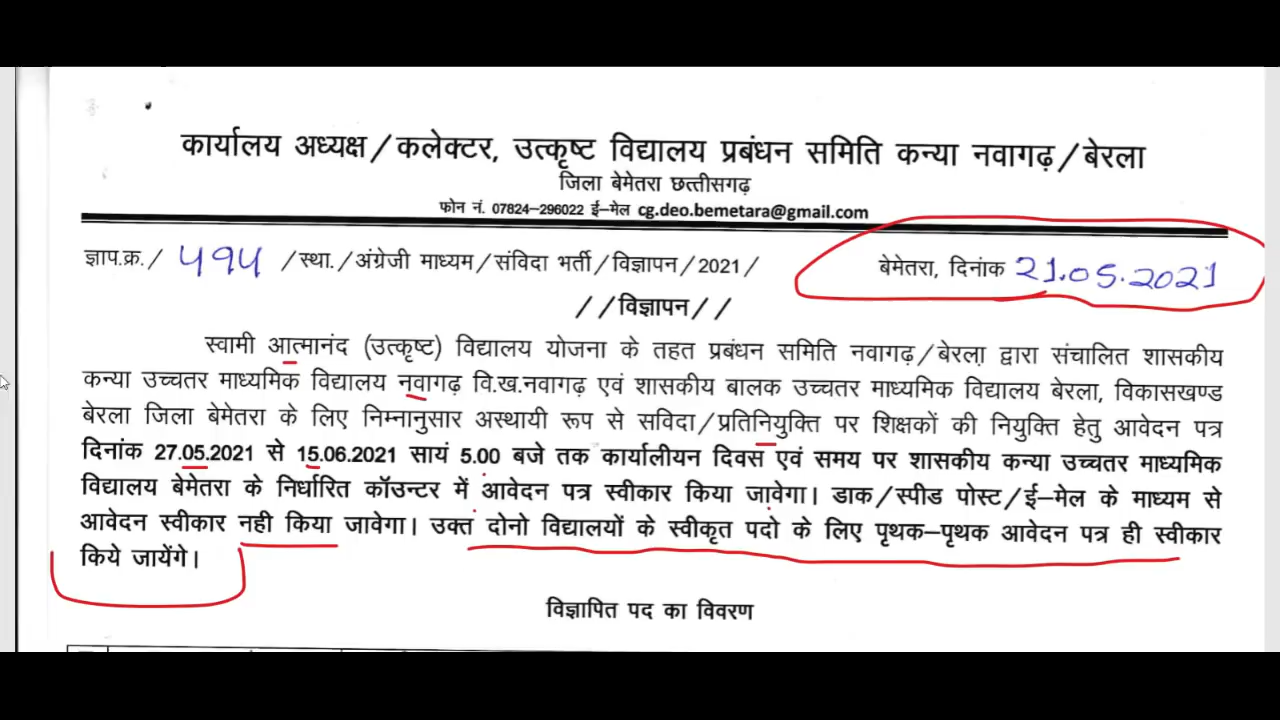 कार्यालय अध्यक्ष/कलेक्टर, उत्कृष्ट विद्यालय प्रबंधन समिति कन्या नवागढ़/बेरला
जिला बेमेतरा छत्तीसगढ़
फोन नं. 07824-296022 ई-मेल cg.deo.bemetara@gmail.com
ज्ञाप.क्र./ ५१५ /स्था./अंग्रेजी माध्यम/संविदा भर्ती/विज्ञापन/2021/ बेमेतरा, दिनांक 21.05.2021
//विज्ञापन//
स्वामी आत्मानंद (उत्कृष्ट) विद्यालय योजना के तहत प्रबंधन समिति नवागढ़/बेरला द्वारा संचालित शासकीय
कन्या उच्चतर माध्यमिक विद्यालय नवागढ़ वि.ख.नवागढ़ एवं शासकीय बालक उच्चतर माध्यमिक विद्यालय बेरला, विकासखण्ड
बेरला जिला बेमेतरा के लिए निम्नानुसार अस्थायी रूप से सविदा/प्रतिनियुक्ति पर शिक्षकों की नियुक्ति हेतु आवेदन पत्र
दिनांक 27.05.2021 से 15.06.2021 सायं 5.00 बजे तक कार्यालीयन दिवस एवं समय पर शासकीय कन्या उच्चतर माध्यमिक
विद्यालय बेमेतरा के निर्धारित कॉउन्टर में आवेदन पत्र स्वीकार किया जावेगा। डाक/स्पीड पोस्ट/ई-मेल के माध्यम से
आवेदन स्वीकार नही किया जावेगा। उक्त दोनो विद्यालयों के स्वीकृत पदो के लिए पृथक-पृथक आवेदन पत्र ही स्वीकार
किये जायेंगे।
विज्ञापित पद का विवरण